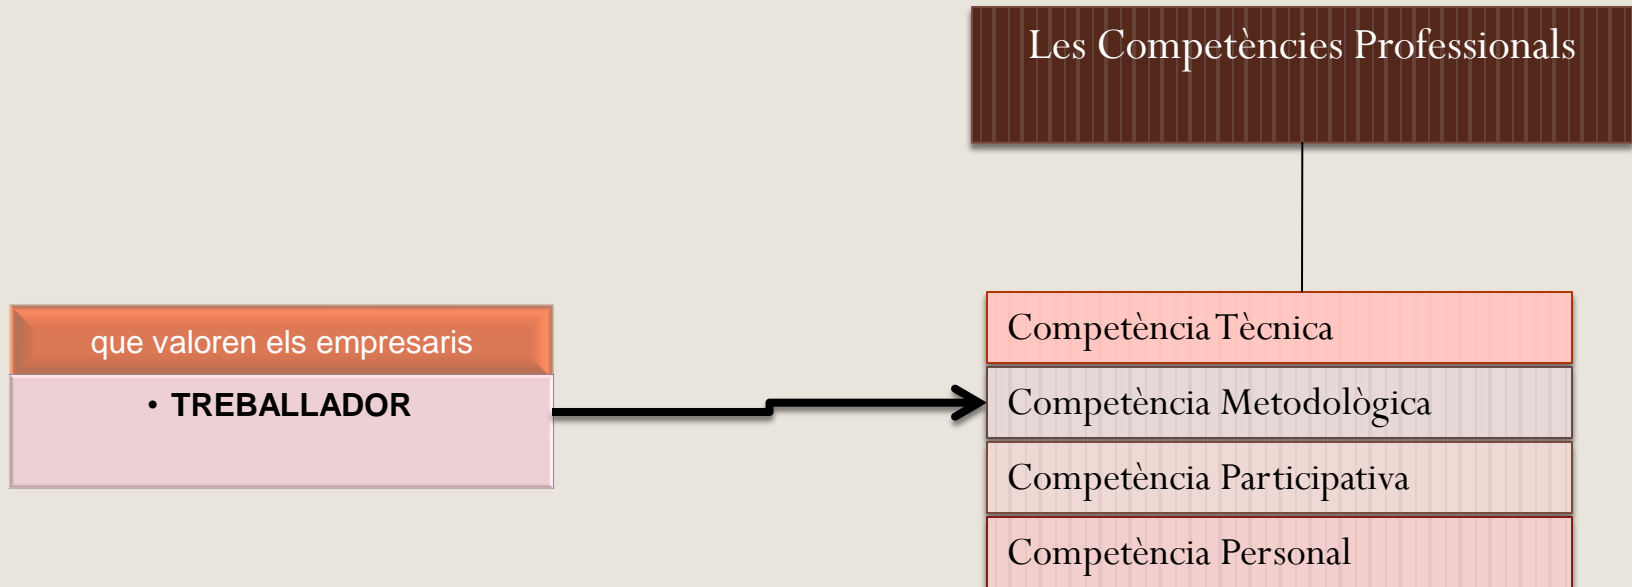 Les Competències Professionals
que valoren els empresaris
• TREBALLADOR
Competència Tècnica
Competència Metodològica
Competència Participativa
Competència Personal